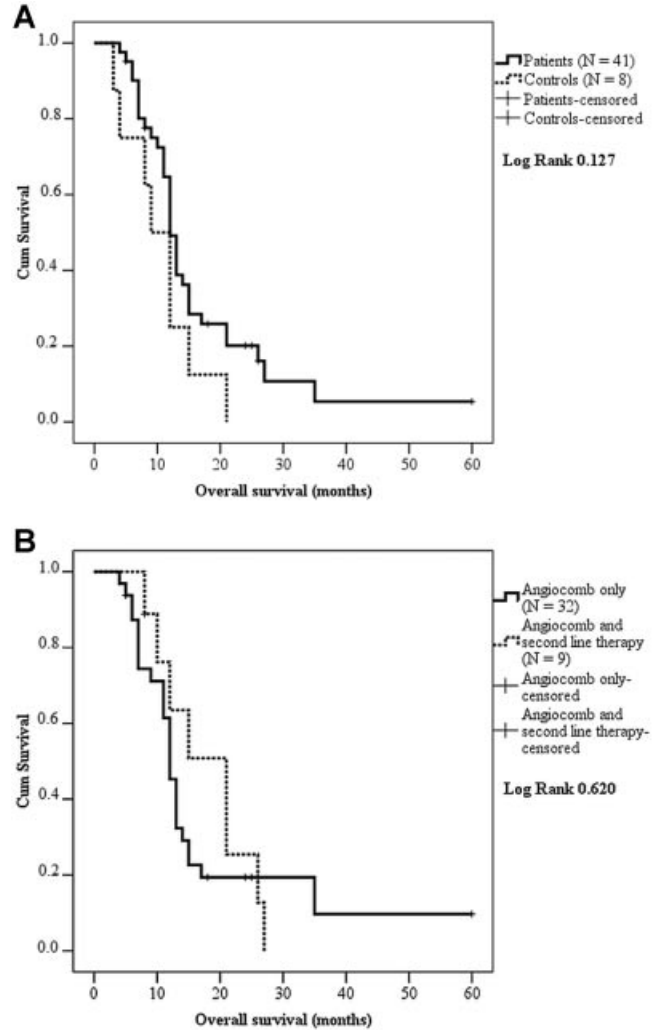 A
1.0
0.8
0.6
0.4
0.2
0.0
Cum Survival
0 10 20 30 40 50 60
Overall survival (months)
Patients (N = 41)
Controls (N = 8)
Patients-censored
Controls-censored
Log Rank 0.127
B
1.0
0.8
0.6
0.4
0.2
0.0
Cum Survival
0 10 20 30 40 50 60
Overall survival (months)
Angiocomb only
(N = 32)
Angiocomb and
second line therapy
(N = 9)
Angiocomb only-
censored
Angiocomb and
second line therapy-
censored
Log Rank 0.620